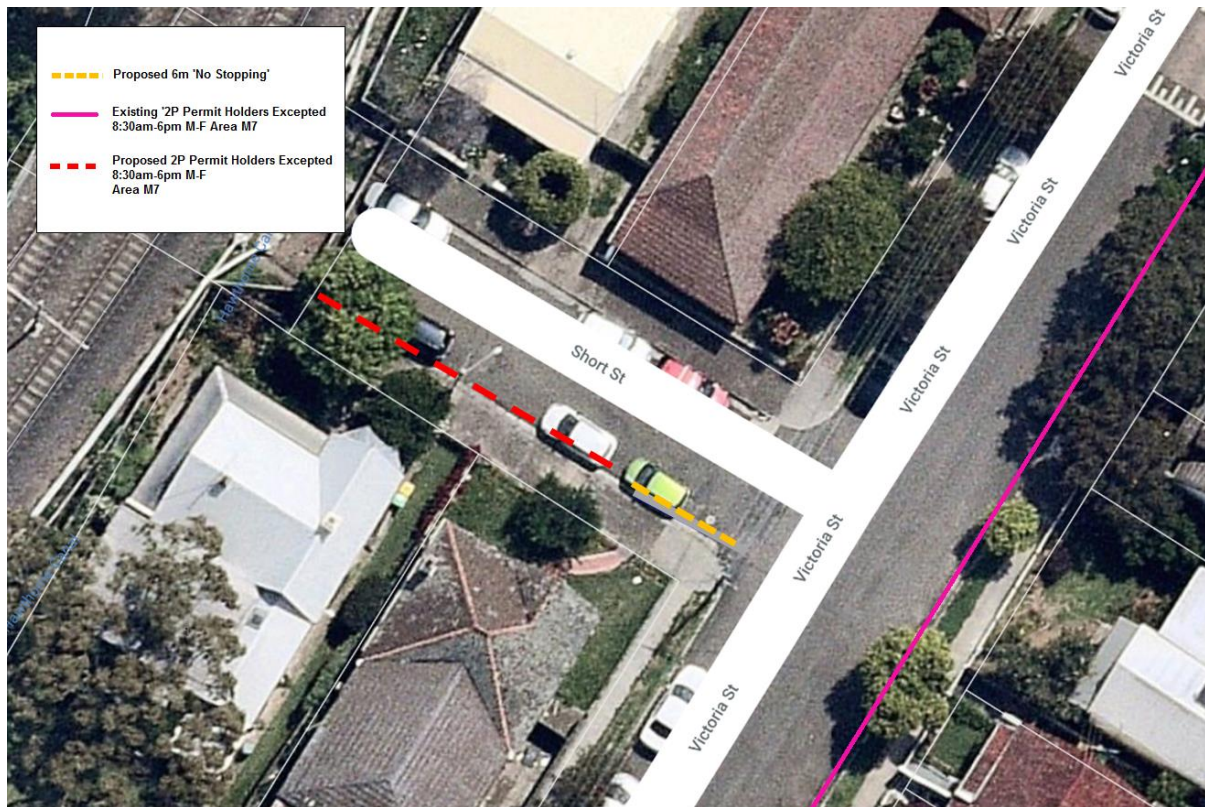 Proposed 6m 'No Stopping'
Existing '2P Permit Holders Excepted
8:30am-6pm M-F Area M7
Proposed 2P Permit Holders Excepted
8:30am-6pm M-F
Area M7
Victoria St
Victoria St
Victoria St
Short St
Victoria St
Victoria St